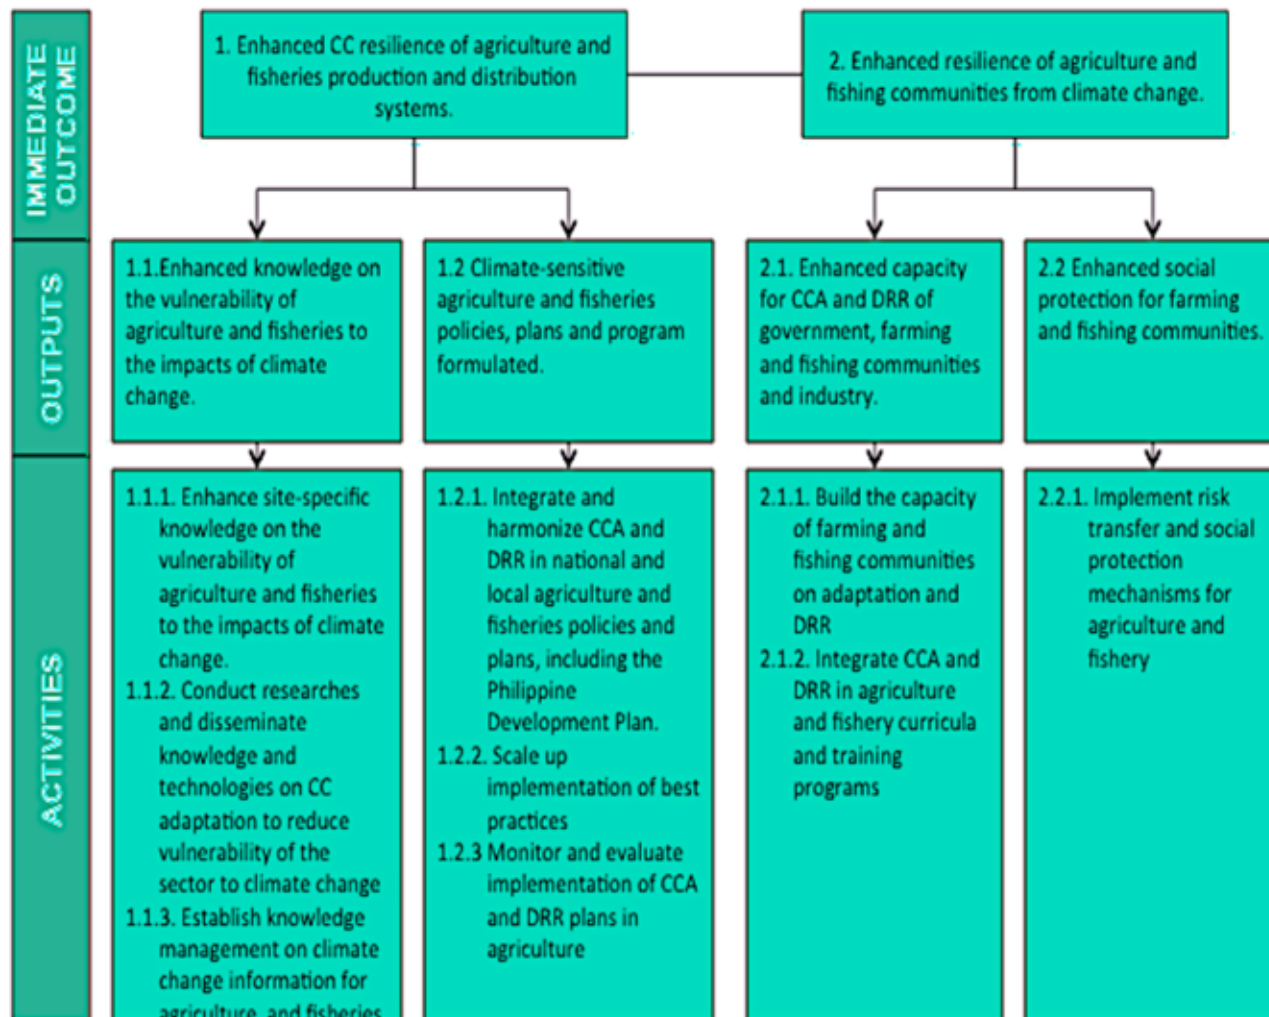 IMMEDIATE
OUTCOME
1. Enhanced CC resilience of agriculture and
fisheries production and distribution
systems.
2. Enhanced resilience of agriculture and
fishing communities from climate change.
OUTPUTS
1.1.Enhanced knowledge on
the vulnerability of
agriculture and fisheries to
the impacts of climate
change.
1.2 Climate-sensitive
agriculture and fisheries
policies, plans and program
formulated.
2.1. Enhanced capacity
for CCA and DRR of
government, farming
and fishing communities
and industry.
2.2 Enhanced social
protection for farming
and fishing communities.
ACTIVITIES
1.1.1. Enhance site-specific
knowledge on the
vulnerability of
agriculture and fisheries
to the impacts of climate
change.
1.1.2. Conduct researches
and disseminate
knowledge and
technologies on CC
adaptation to reduce
vulnerability of the
sector to climate change
1.1.3. Establish knowledge
management on climate
change information for
agriculture and fisheries
1.2.1. Integrate and
harmonize CCA and
DRR in national and
local agriculture and
fisheries policies and
plans, including the
Philippine
Development Plan.
1.2.2. Scale up
implementation of best
practices
1.2.3 Monitor and evaluate
implementation of CCA
and DRR plans in
agriculture
2.1.1. Build the capacity
of farming and
fishing communities
on adaptation and
DRR
2.1.2. Integrate CCA and
DRR in agriculture
and fishery curricula
and training
programs
2.2.1. Implement risk
transfer and social
protection
mechanisms for
agriculture and
fishery